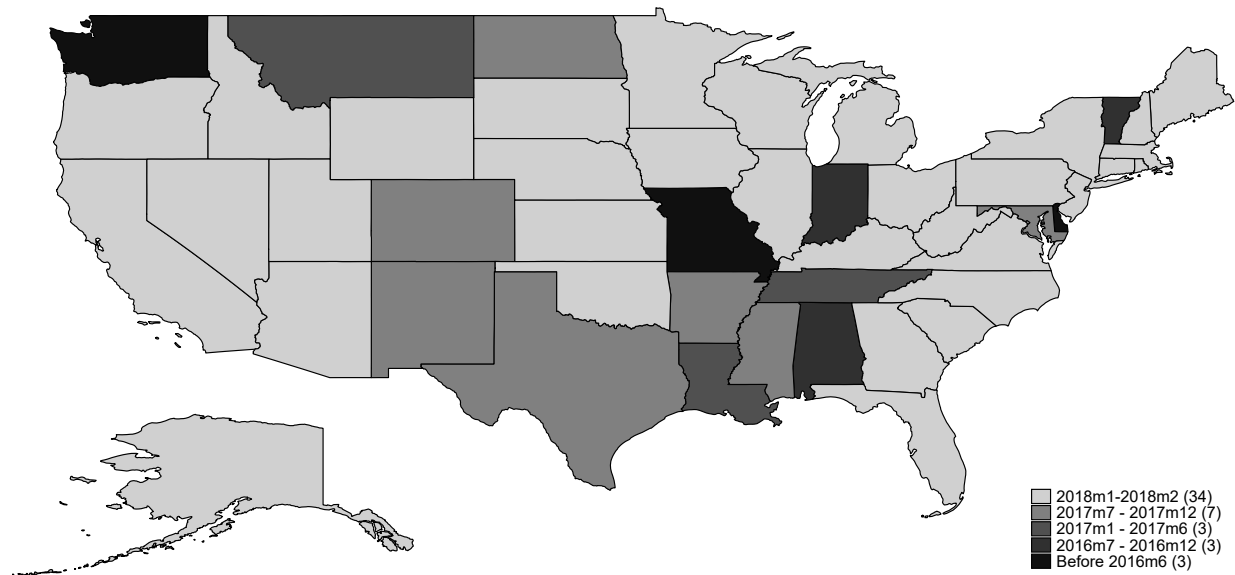 2018m1-2018m2 (34)
2017m7 - 2017m12 (7)
2017m1 - 2017m6 (3)
2016m7 - 2016m12 (3)
Before 2016m6 (3)